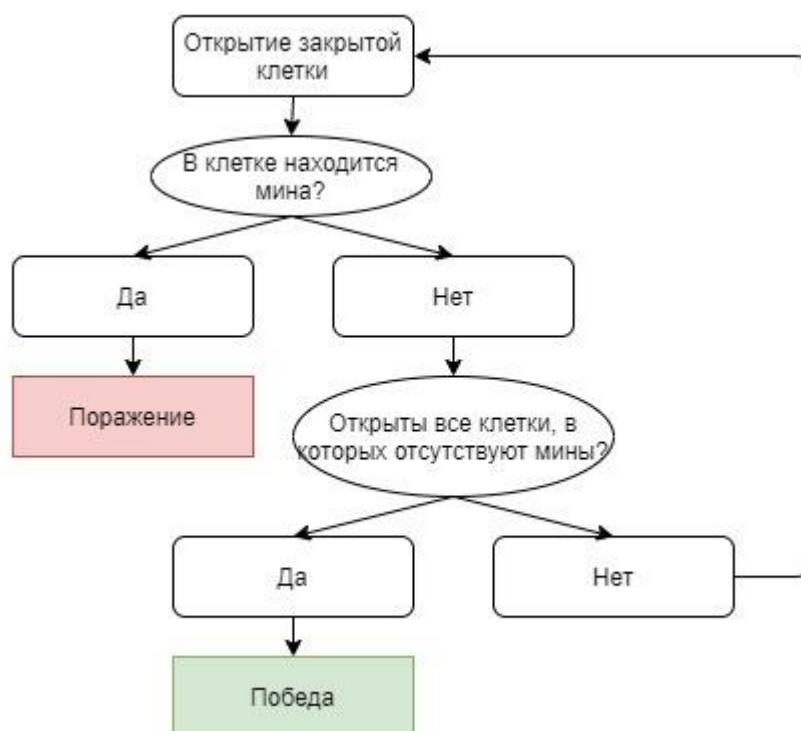 Открытие закрытой
клетки
В клетке находится
мина?
Да
Нет
Поражение
Открыты все клетки, в
которых отсутствуют мины?
Да
Нет
Победа